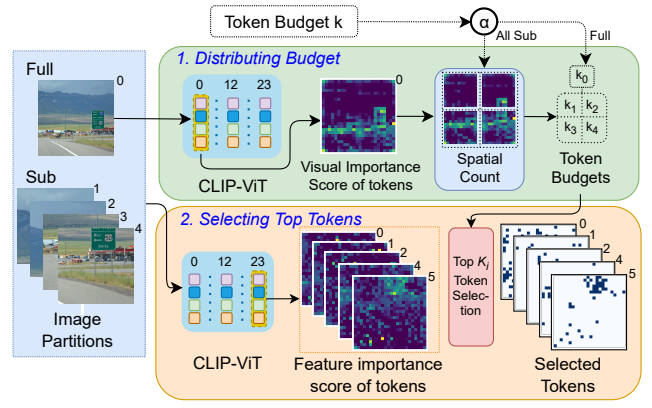 Token Budget k
α
All Sub
Full
1. Distributing Budget
Full
0
0 12 23
CLIP-ViT
0
Visual Importance
Score of tokens
Spatial
Count
k0
k1 k2
k3 k4
Token
Budgets
Sub
1
2
3
4
Image
Partitions
2. Selecting Top Tokens
0 12 23
CLIP-ViT
0
1
2
4
5
Feature importance
score of tokens
Top Ki
Token
Selec-
tion
0
1
2
4
5
Selected
Tokens